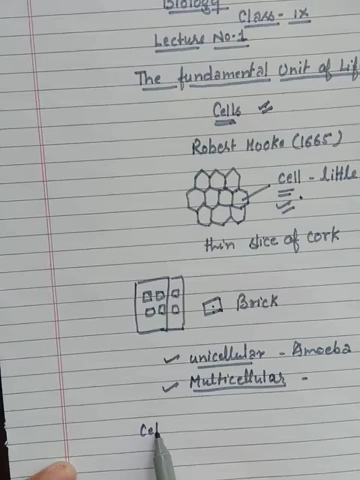 Biology
Class - IX
Lecture No.1
The fundamental Unit of Lif
Cells
Robert Hooke (1665)
cell - little
thin slice of cork
Brick
unicellular - Amoeba
Multicellular -
Cel